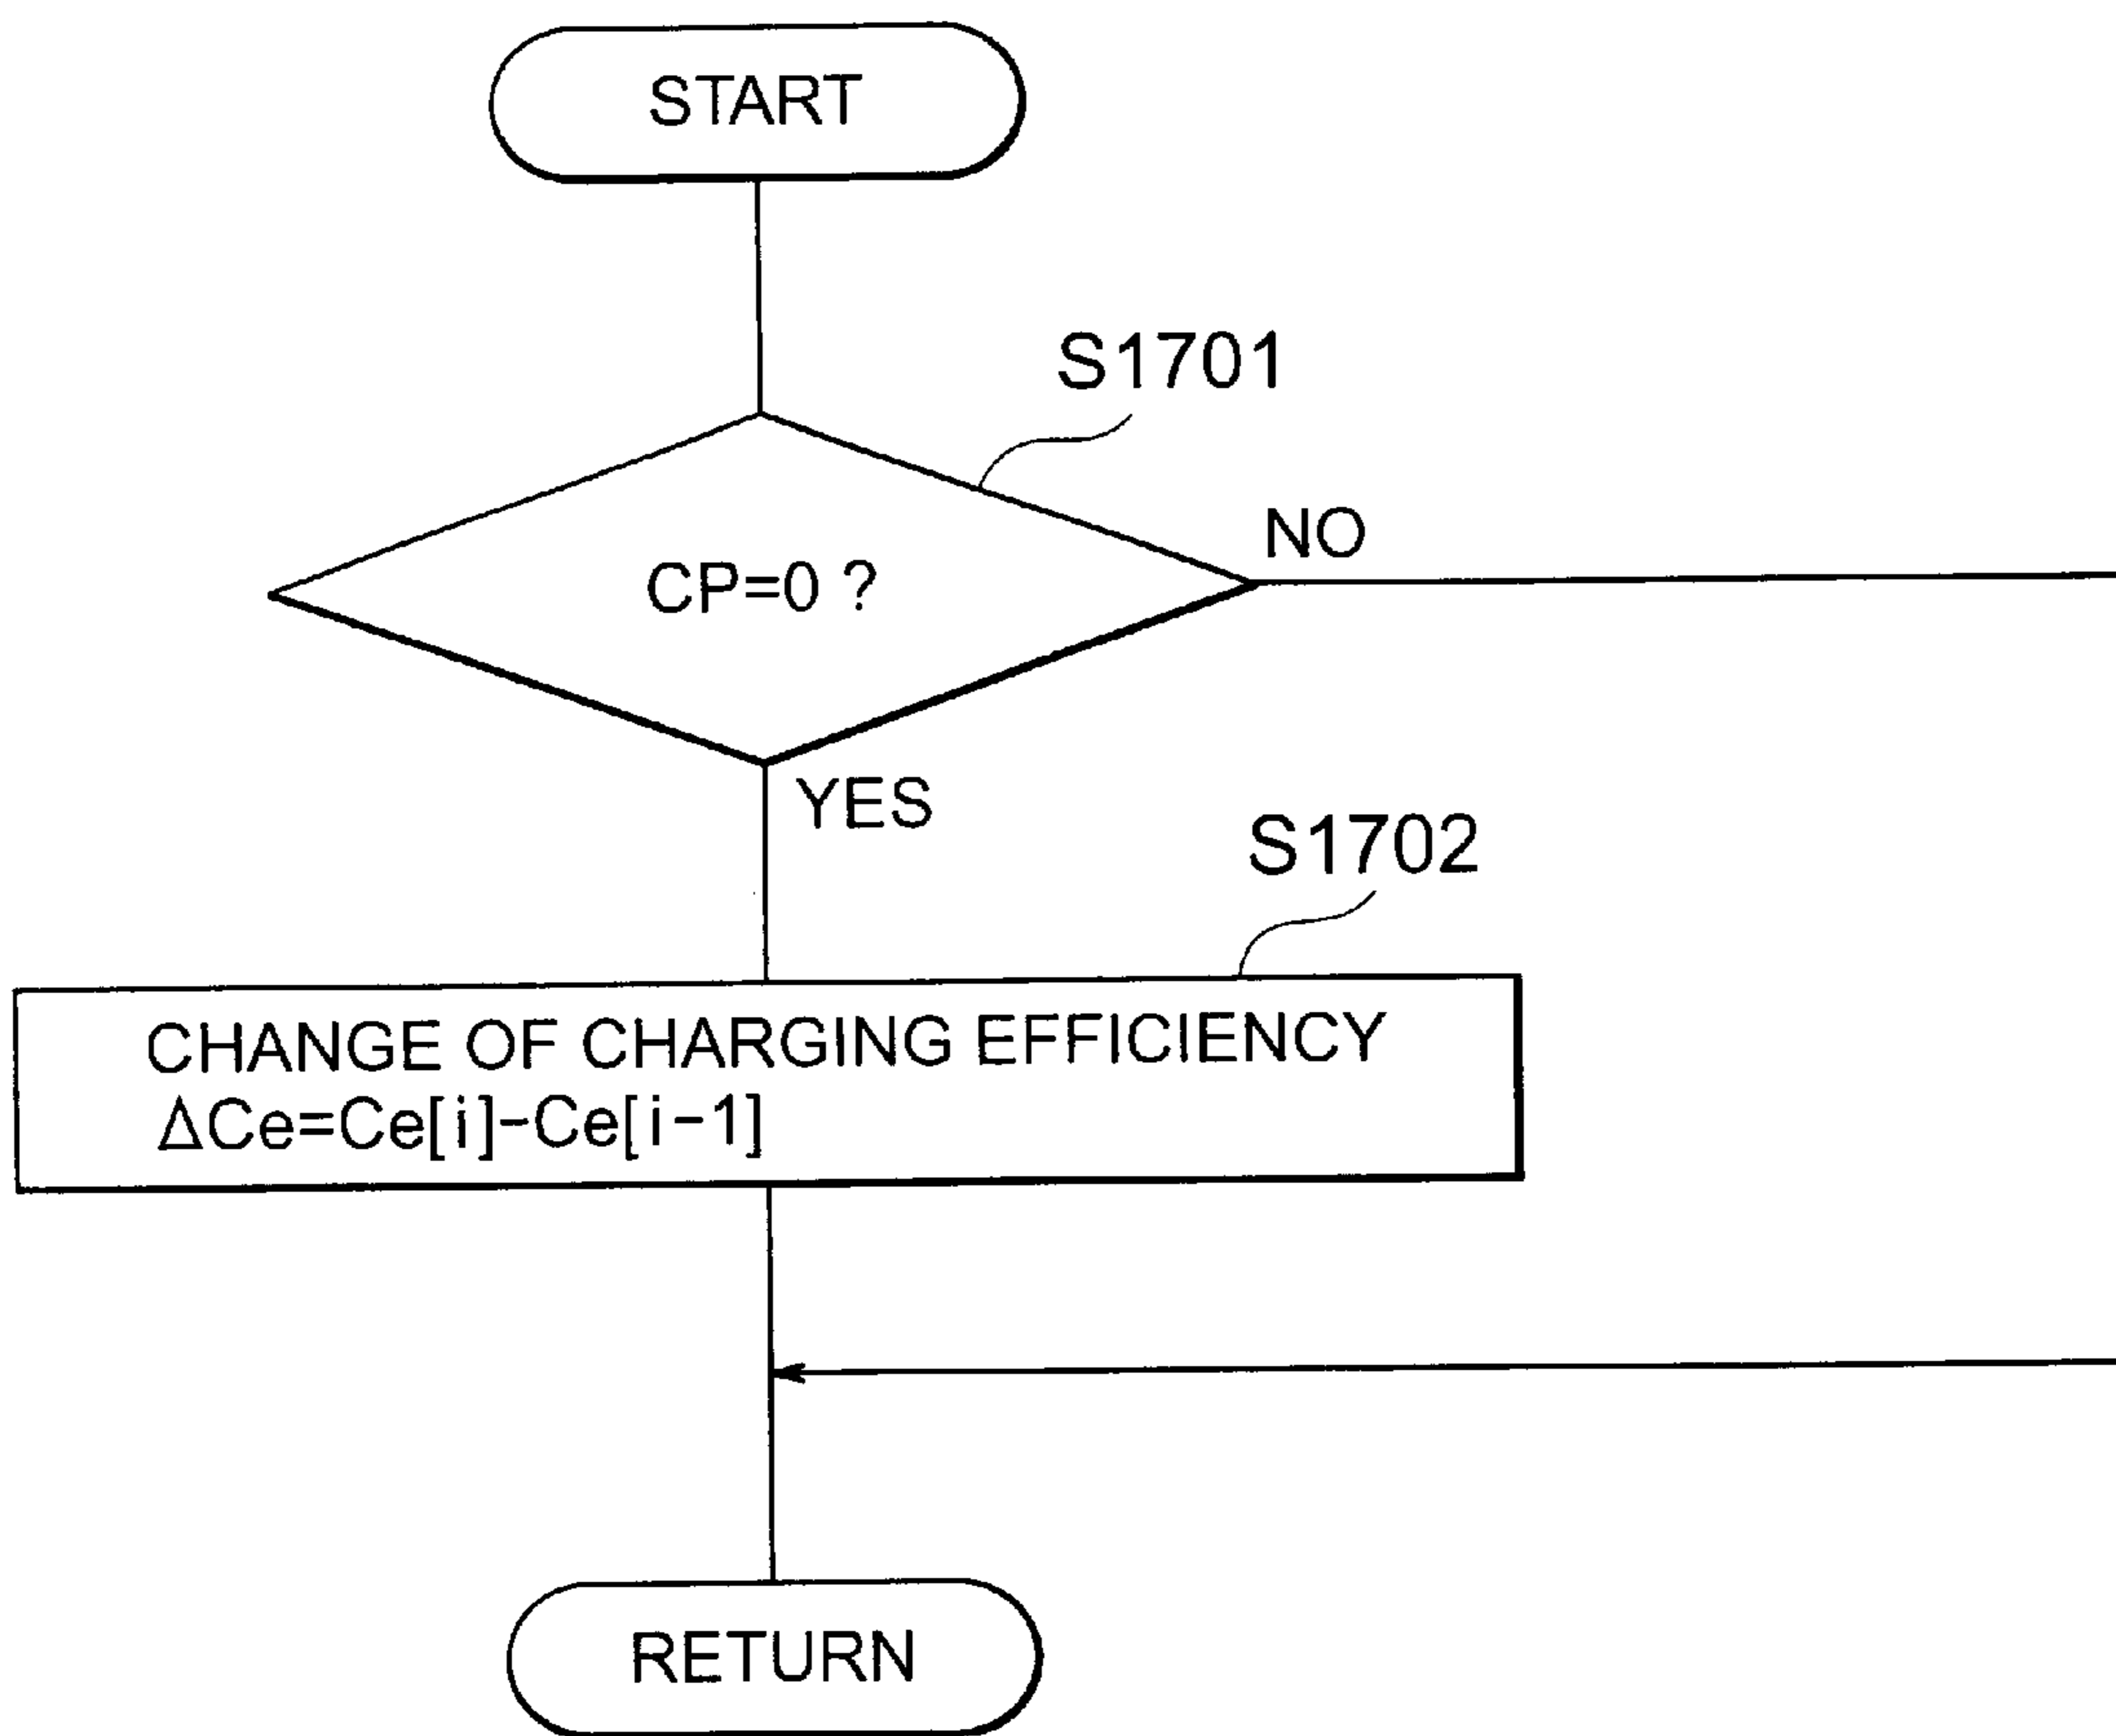 START
S1701
NO
CP=0 ?
YES
S1702
CHANGE OF CHARGING EFFICIENCY
ΔCe=Ce[i]-Ce[i-1]
RETURN